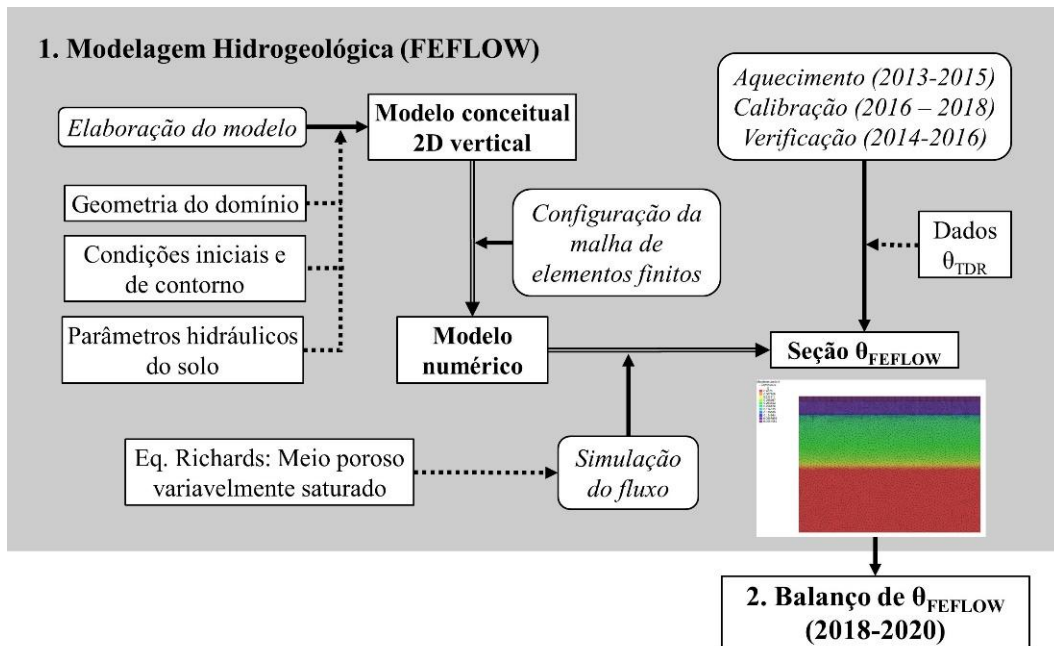 1. Modelagem Hidrogeológica (FEFLOW)
Elaboração do modelo
Modelo conceitual
2D vertical
Aquecimento (2013-2015)
Calibração (2016 – 2018)
Verificação (2014-2016)
Geometria do domínio
Condições iniciais e
de contorno
Parâmetros hidráulicos
do solo
Configuração da
malha de
elementos finitos
Dados
θTDR
Modelo
numérico
Seção θFEFLOW
Eq. Richards: Meio poroso
variavelmente saturado
Simulação
do fluxo
2. Balanço de θFEFLOW
(2018-2020)